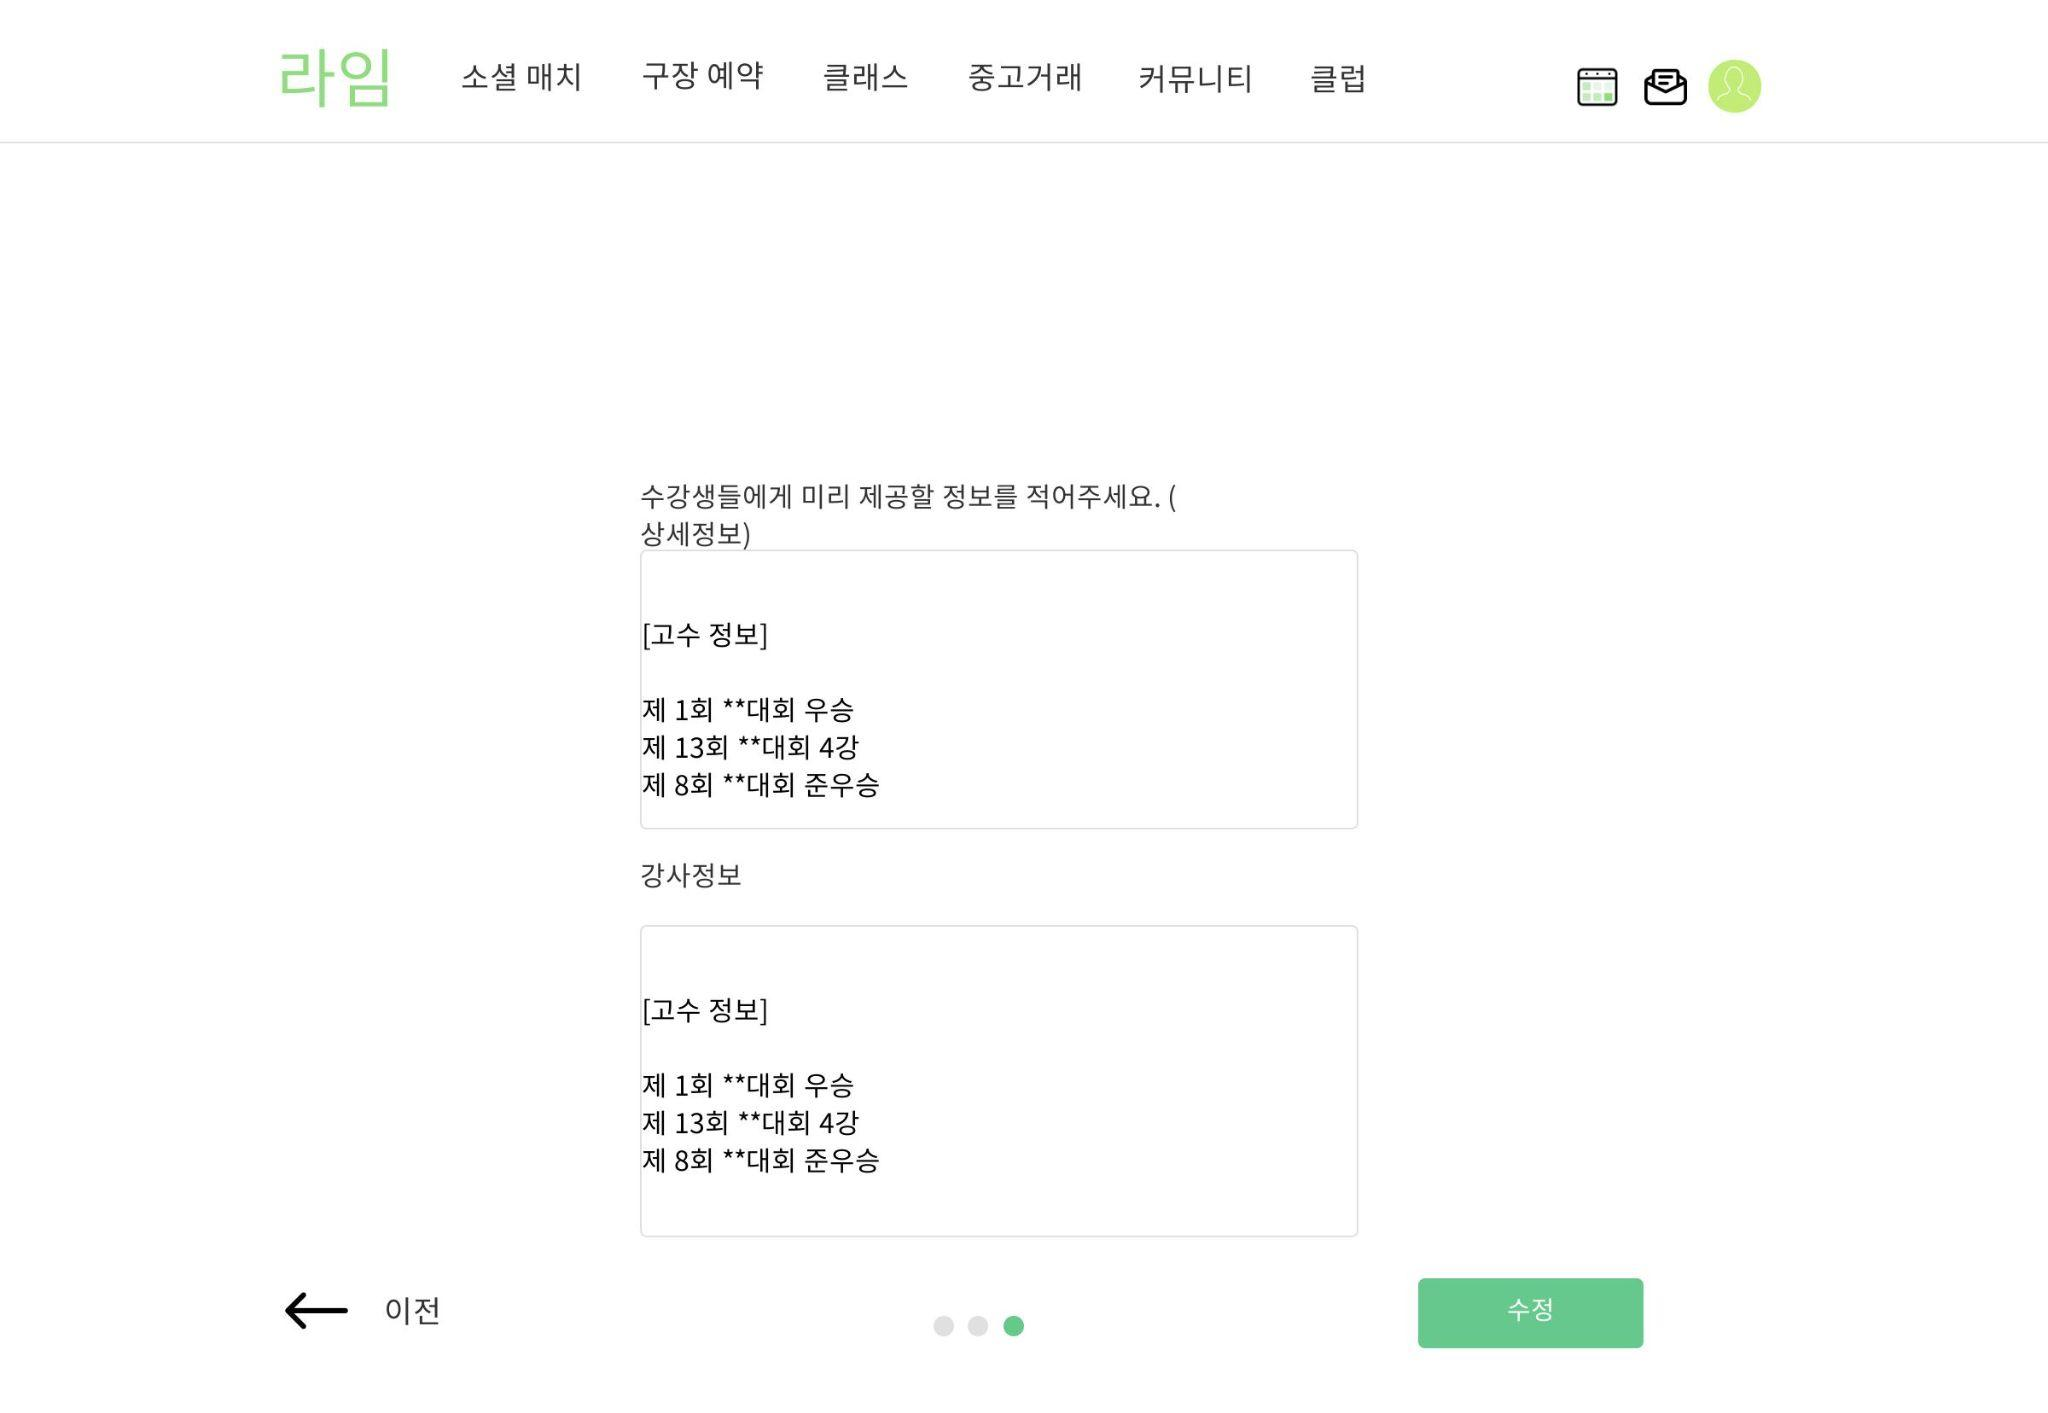 라임
소셜 매치
구장 예약
클래스
중고거래
커뮤니티
클럽
수강생들에게 미리 제공할 정보를 적어주세요. (
상세정보)
[고수 정보]
제 1회 **대회 우승
제 13회 **대회 4강
제 8회 **대회 준우승
강사정보
[고수 정보]
제 1회 **대회 우승
제 13회 **대회 4강
제 8회 **대회 준우승
이전
수정